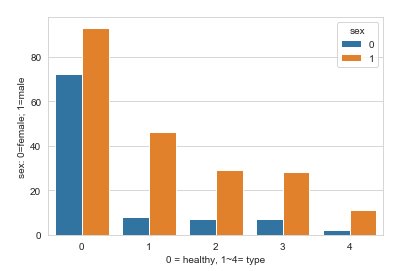 sex
0
1
80
60
40
20
0
sex: 0=female; 1=male
0 1 2 3 4
0 = healthy, 1~4= type